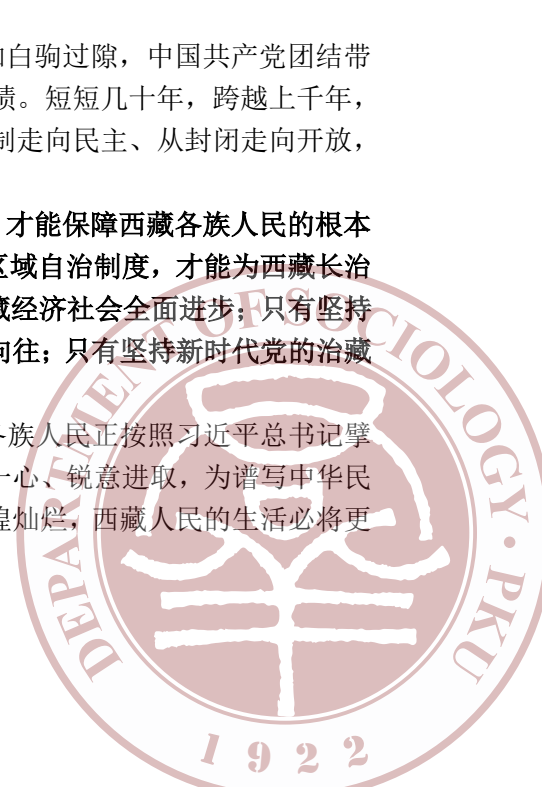 白驹过隙，中国共产党团结带
绩。短短几十年，跨越上千年，
制走向民主、从封闭走向开放，
才能保障西藏各族人民的根本
区域自治制度，才能为西藏长治
藏经济社会全面进步；只有坚持
向往；只有坚持新时代党的治藏
各族人民正按照习近平总书记擘
一心、锐意进取，为谱写中华民
煌灿烂，西藏人民的生活必将更
DEPARTMENT OF SOCIOLOGY · PKU
1922